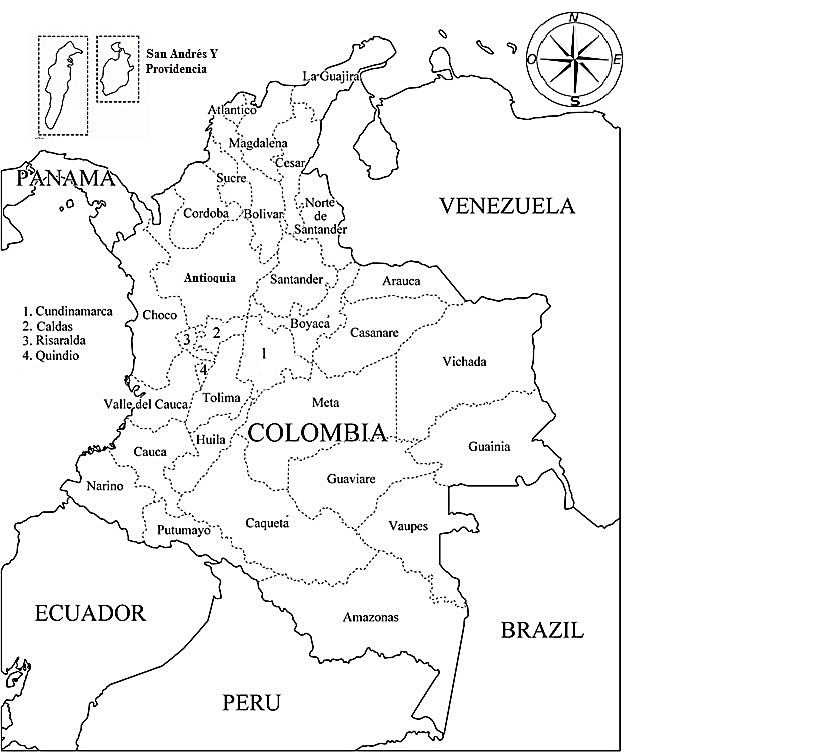 N
San Andrés Y
Providencia
O
E
S
La Guajira
Atlantico
Magdalena
Cesar
PANAMA
Sucre
VENEZUELA
Cordoba
Bolivar
Norte
de
Santander
Antioquia
Santander
Arauca
1. Cundinamarca
2. Caldas
3. Risaralda
4. Quindio
Choco
Boyacá
Casanare
3
2
1
4
Vichada
Valle del Cauca
Tolima
Meta
Huila
COLOMBIA
Cauca
Guainia
Narino
Guaviare
Putumayo
Caqueta
Vaupes
ECUADOR
Amazonas
BRAZIL
PERU